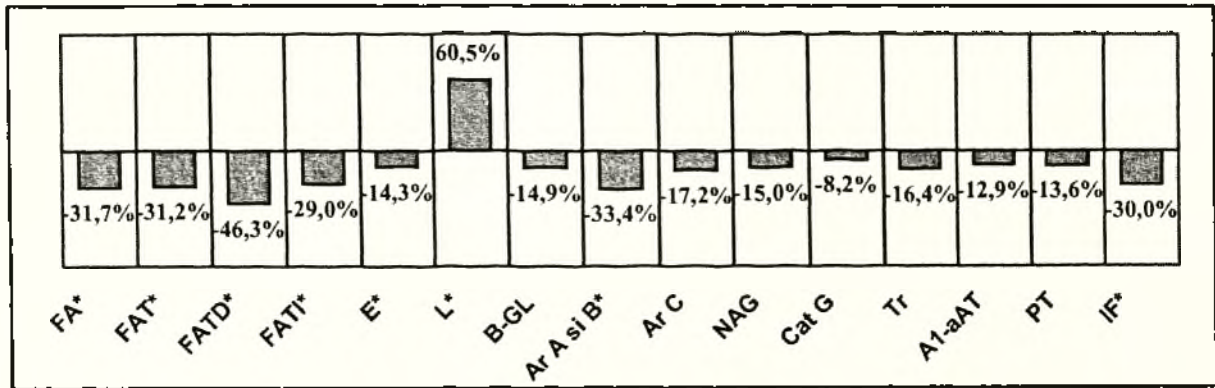 60,5%
-31,7%
-31,2%
-46,3%
-29,0%
-14,3%
-14,9%
-33,4%
-17,2%
-15,0%
-8,2%
-16,4%
-12,9%
-13,6%
-30,0%
FA*
FAT*
FATD*
FATI*
E*
L*
B-GL
Ar A si B*
Ar C
NAG
Cat G
Tr
A1-aAT
PT
IF*